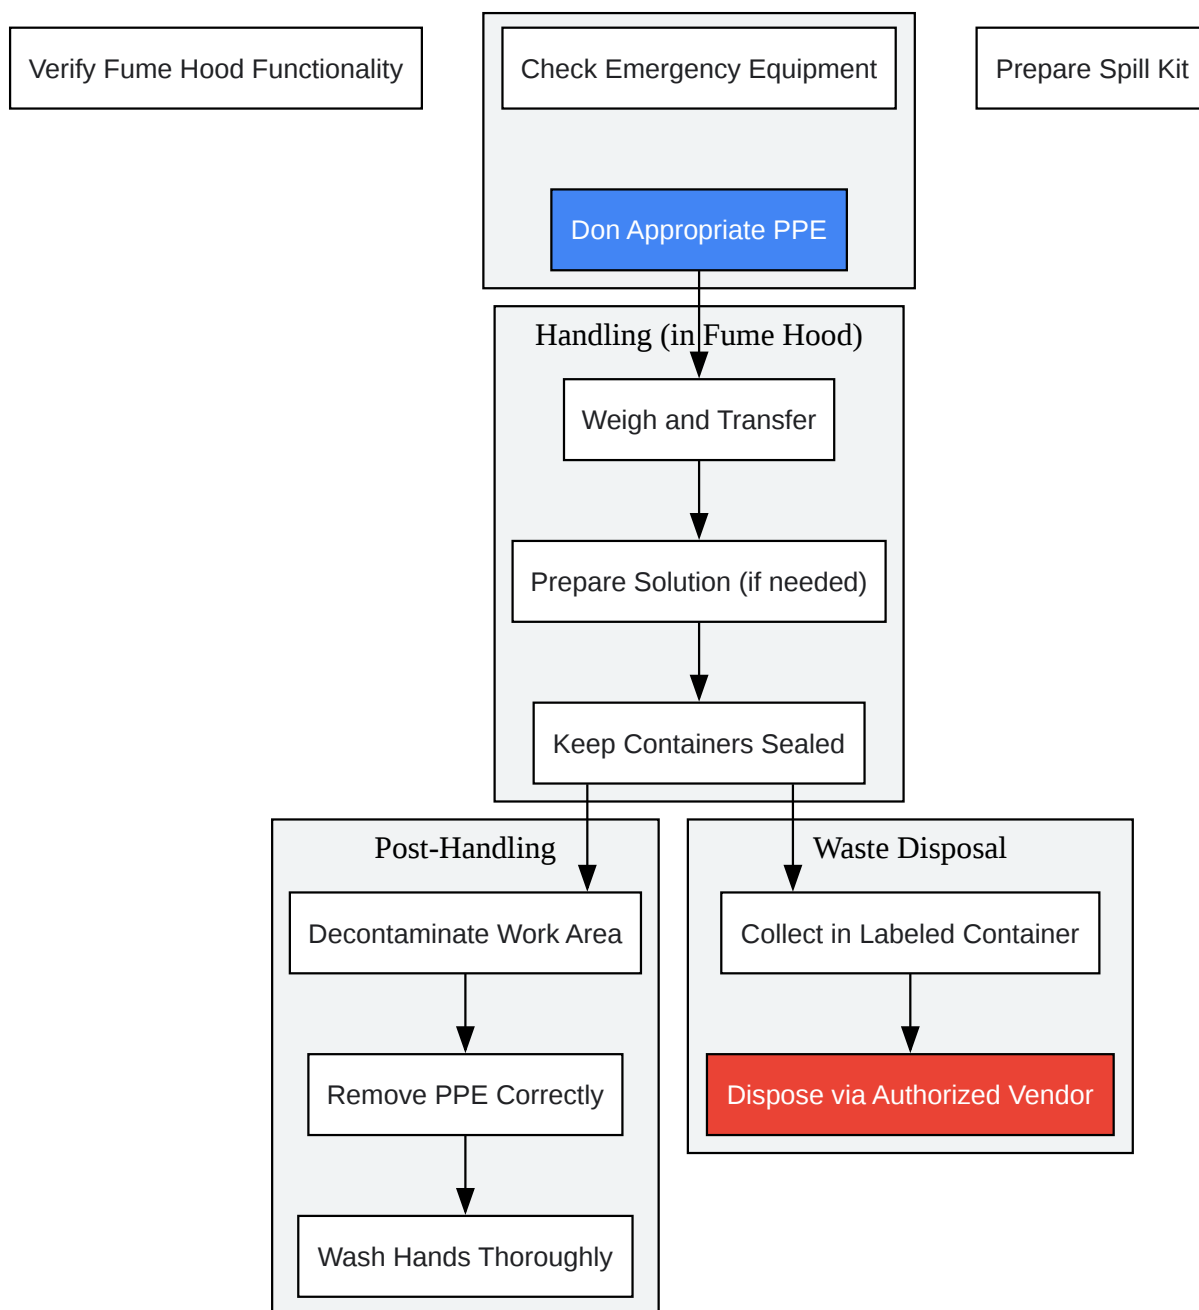 Verify Fume Hood Functionality
Check Emergency Equipment
Prepare Spill Kit
Don Appropriate PPE
Handling (in Fume Hood)
Weigh and Transfer
Prepare Solution (if needed)
Keep Containers Sealed
Post-Handling
Waste Disposal
Decontaminate Work Area
Collect in Labeled Container
Remove PPE Correctly
Dispose via Authorized Vendor
Wash Hands Thoroughly